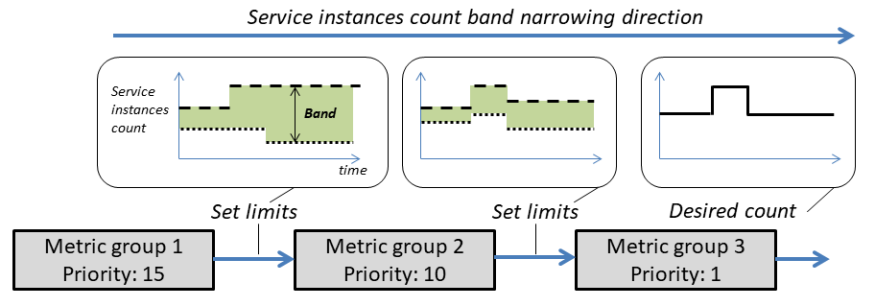 Service instances count band narrowing direction
Service
instances
count
Band
time
Set limits
Set limits
Desired count
Metric group 1
Priority: 15
Metric group 2
Priority: 10
Metric group 3
Priority: 1